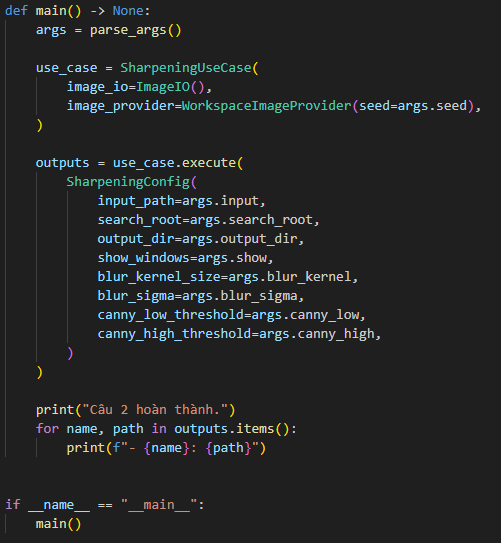 def main() -> None:
    args = parse_args()

    use_case = SharpeningUseCase(
        image_io=ImageIO(),
        image_provider=WorkspaceImageProvider(seed=args.seed),
    )

    outputs = use_case.execute(
        SharpeningConfig(
            input_path=args.input,
            search_root=args.search_root,
            output_dir=args.output_dir,
            show_windows=args.show,
            blur_kernel_size=args.blur_kernel,
            blur_sigma=args.blur_sigma,
            canny_low_threshold=args.canny_low,
            canny_high_threshold=args.canny_high,
        )
    )

    print("Câu 2 hoàn thành.")
    for name, path in outputs.items():
        print(f"- {name}: {path}")


if __name__ == "__main__":
    main()